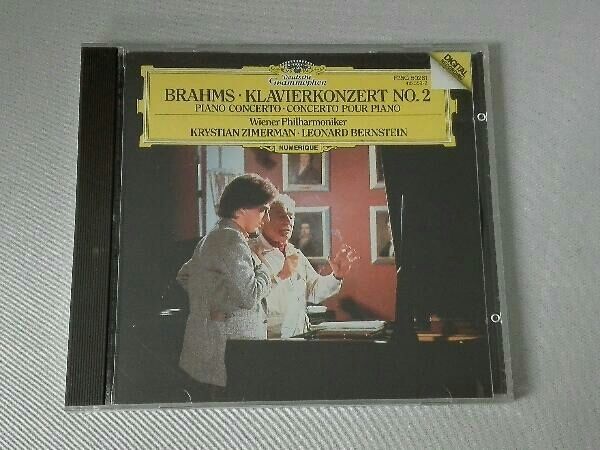 Deutsche
Grammophon
DIGITAL
BRAHMS · KLAVIERKONZERT NO. 2
PIANO CONCERTO · CONCERTO POUR PIANO
Wiener Philharmoniker
KRYSTIAN ZIMERMAN · LEONARD BERNSTEIN
NUMERIQUE